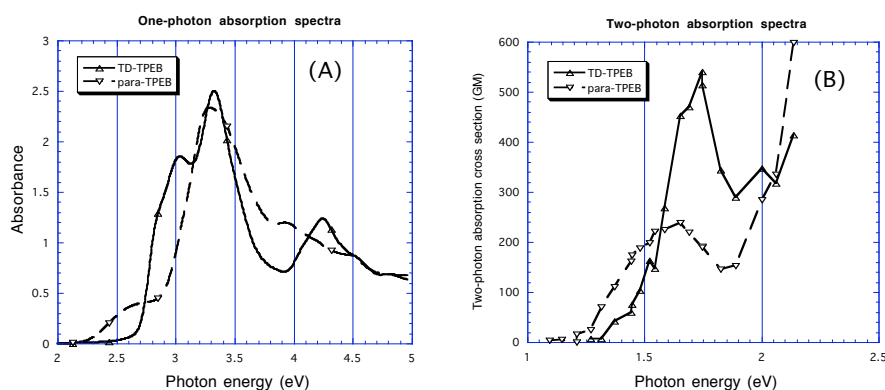 One-photon absorption spectra
3
2.5
2
1.5
1
0.5
0
Absorbance
TD-TPEB
para-TPEB
(A)
2
2.5
3
3.5
4
4.5
5
Photon energy (eV)
Two-photon absorption spectra
600
500
400
300
200
100
0
Two-photon absorption cross section (GM)
TD-TPEB
para-TPEB
(B)
1
1.5
2
2.5
Photon energy (eV)